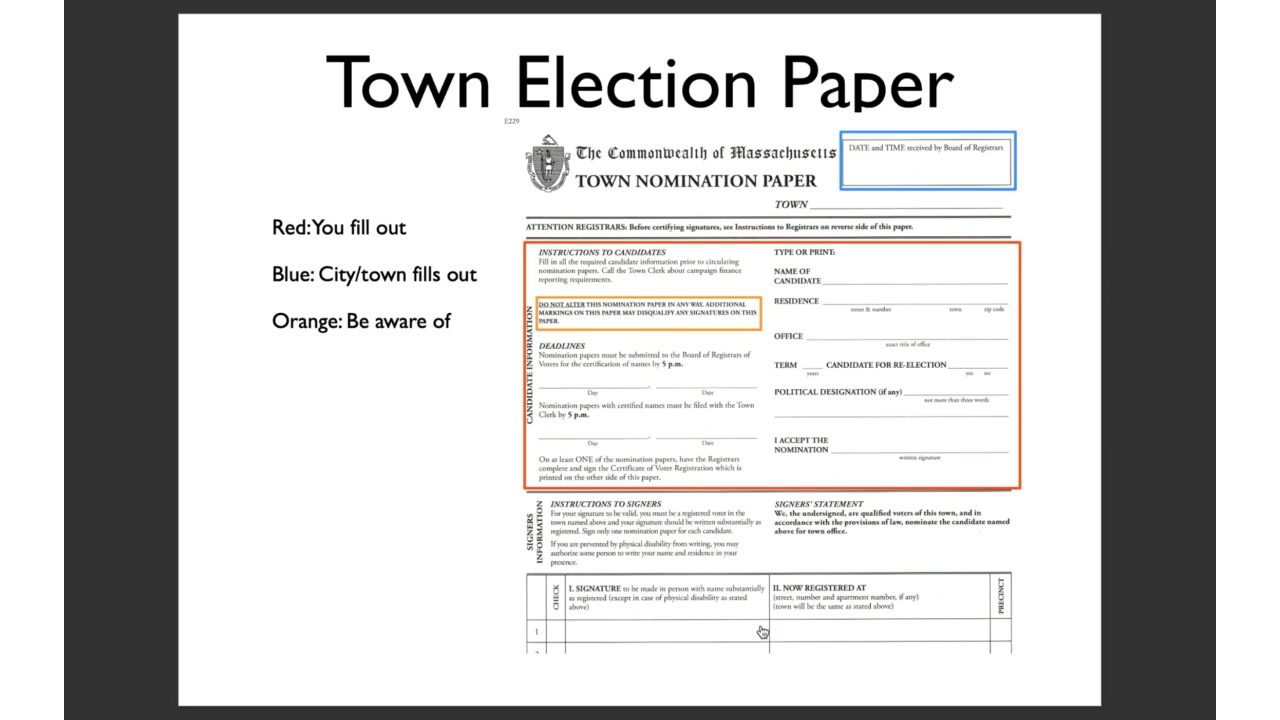 Town Election Paper
E229
The Commonwealth of Massachusetts
TOWN NOMINATION PAPER
DATE and TIME received by Board of Registrars
TOWN
Red: You fill out
Blue: City/town fills out
Orange: Be aware of
ATTENTION REGISTRARS: Before certifying signatures, see Instructions to Registrars on reverse side of this paper.
CANDIDATE INFORMATION
INSTRUCTIONS TO CANDIDATES
Fill in all the required candidate information prior to circulating
nomination papers. Call the Town Clerk about campaign finance
reporting requirements.
DO NOT ALTER THIS NOMINATION PAPER IN ANY WAY. ADDITIONAL
MARKINGS ON THIS PAPER MAY DISQUALIFY ANY SIGNATURES ON THIS
PAPER.
DEADLINES
Nomination papers must be submitted to the Board of Registrars of
Voters for the certification of names by 5 p.m.
Day Date
Nomination papers with certified names must be filed with the Town
Clerk by 5 p.m.
Day Date
On at least ONE of the nomination papers, have the Registrars
complete and sign the Certificate of Voter Registration which is
printed on the other side of this paper.
TYPE OR PRINT:
NAME OF
CANDIDATE
RESIDENCE
street & number town zip code
OFFICE
exact title of office
TERM CANDIDATE FOR RE-ELECTION
years yes no
POLITICAL DESIGNATION (if any)
not more than three words
I ACCEPT THE
NOMINATION
written signature
SIGNERS
INFORMATION
INSTRUCTIONS TO SIGNERS
For your signature to be valid, you must be a registered voter in the
town named above and your signature should be written substantially as
registered. Sign only one nomination paper for each candidate.
If you are prevented by physical disability from writing, you may
authorize some person to write your name and residence in your
presence.
SIGNERS' STATEMENT
We, the undersigned, are qualified voters of this town, and in
accordance with the provisions of law, nominate the candidate named
above for town office.
CHECK
I. SIGNATURE to be made in person with name substantially
as registered (except in case of physical disability as stated
above)
II. NOW REGISTERED AT
(street, number and apartment number, if any)
(town will be the same as stated above)
PRECINCT
1